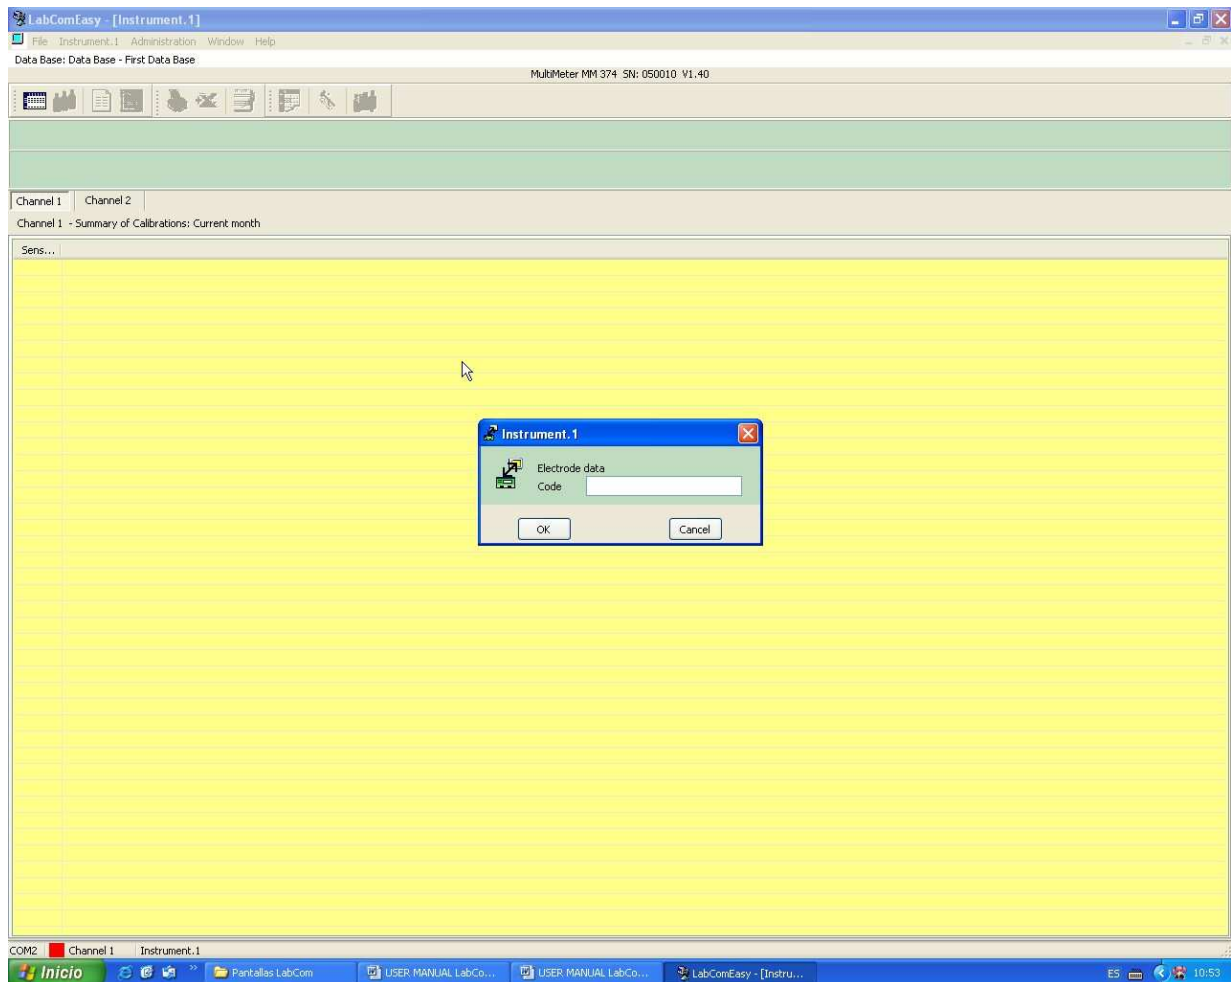 LabComEasy - [Instrument.1]
File Instrument.1 Administration Window Help
Data Base: Data Base - First Data Base
MultiMeter MM 374 SN: 050010 V1.40
Channel 1 Channel 2
Channel 1 - Summary of Calibrations: Current month
Sens...
Instrument.1
Electrode data
Code
OK Cancel
COM2 Channel 1 Instrument.1
Inicio Pantallas LabCom USER MANUAL LabCo... USER MANUAL LabCo... LabComEasy - [Instru... ES 10:53